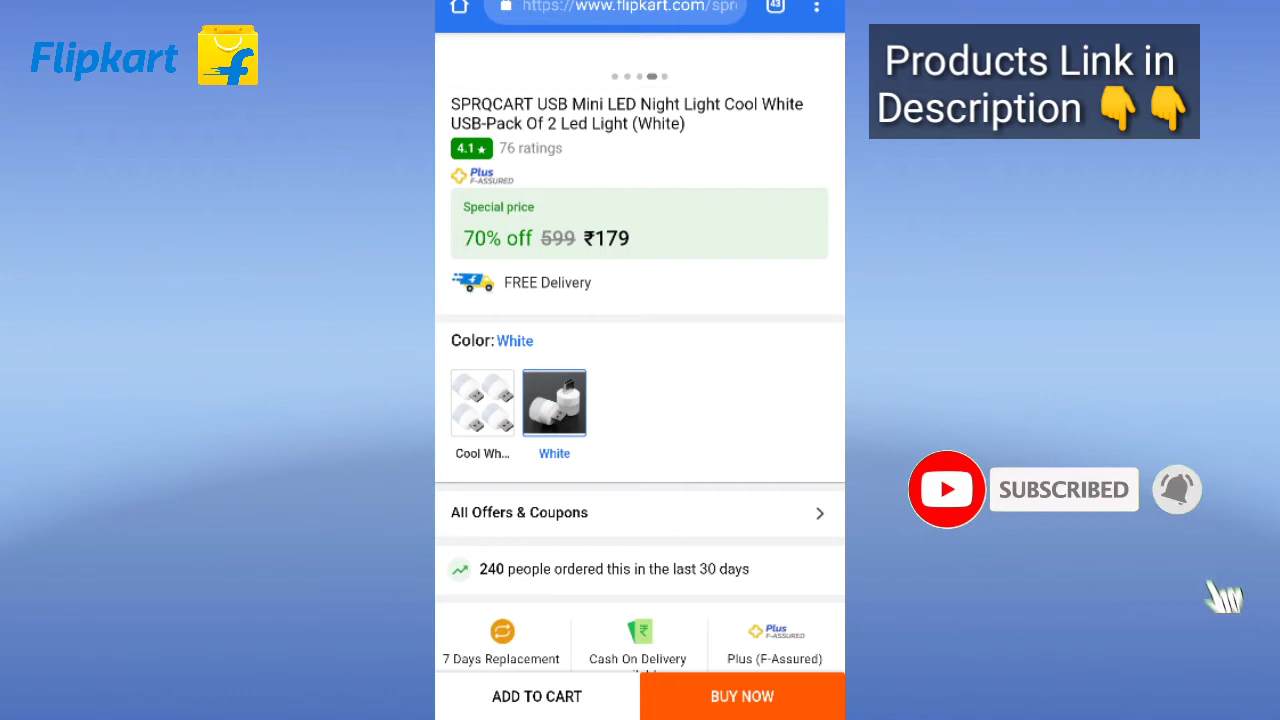 Flipkart
https://www.flipkart.com/spr
43
Products Link in
Description 👇👇
SPRQCART USB Mini LED Night Light Cool White
USB-Pack Of 2 Led Light (White)
4.1★ 76 ratings
Plus
F-ASSURED
Special price
70% off 599 ₹179
FREE Delivery
Color: White
Cool Wh... White
All Offers & Coupons
240 people ordered this in the last 30 days
SUBSCRIBED
Plus
F-ASSURED
7 Days Replacement Cash On Delivery Plus (F-Assured)
ADD TO CART BUY NOW